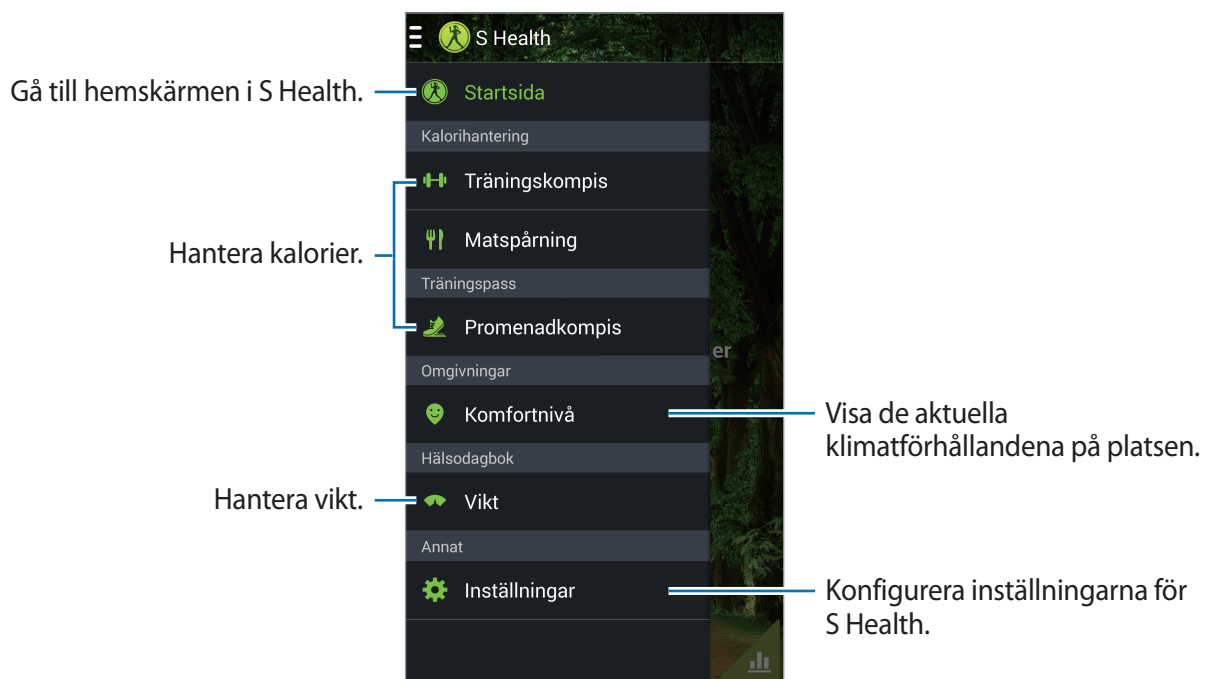 S Health
Gå till hemskärmen i S Health.
Startsida
Kalorihantering
Träningskompis
Hantera kalorier.
Matspårning
Träningspass
Promenadkompis
er
Omgivningar
Komfortnivå
Visa de aktuella
klimatförhållandena på platsen.
Hälsodagbok
Hantera vikt.
Vikt
Annat
Inställningar
Konfigurera inställningarna för
S Health.